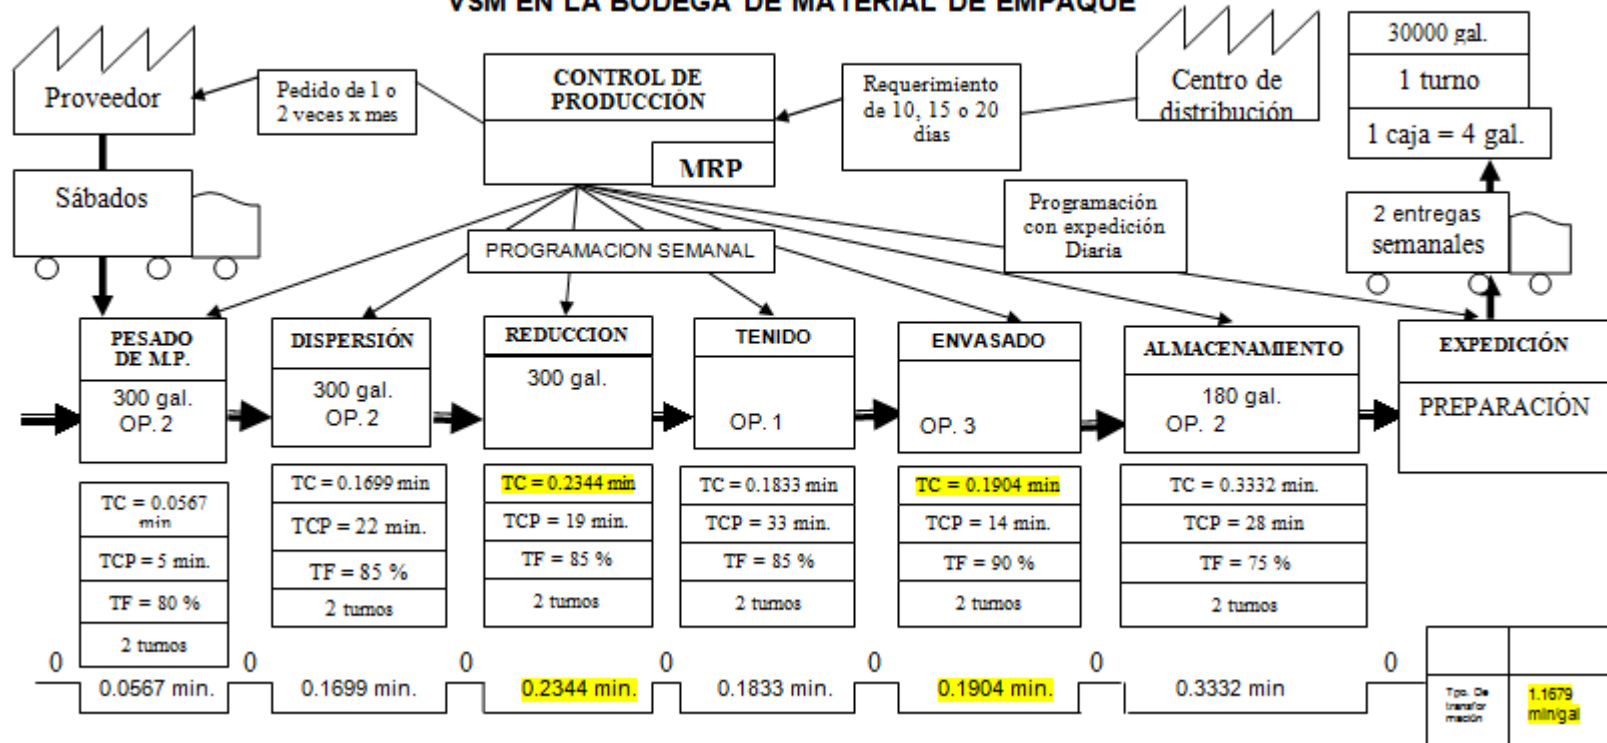 VSM EN LA BODEGA DE MATERIAL DE EMPAQUE
Proveedor
Pedido de 1 o
2 veces x mes
CONTROL DE
PRODUCCIÓN
MRP
Requerimiento
de 10, 15 o 20
días
Centro de
distribución
30000 gal.
1 turno
1 caja = 4 gal.
Sábados
PROGRAMACION SEMANAL
Programación
con expedición
Diaria
2 entregas
semanales
PESADO
DE M.P.
300 gal.
OP. 2
DISPERSIÓN
300 gal.
OP. 2
REDUCCION
300 gal.
TENIDO
OP. 1
ENVASADO
OP. 3
ALMACENAMIENTO
180 gal.
OP. 2
EXPEDICIÓN
PREPARACIÓN
TC = 0.0567
min
TCP = 5 min.
TF = 80 %
2 turnos
TC = 0.1699 min
TCP = 22 min.
TF = 85 %
2 turnos
TC = 0.2344 min
TCP = 19 min.
TF = 85 %
2 turnos
TC = 0.1833 min
TCP = 33 min.
TF = 85 %
2 turnos
TC = 0.1904 min
TCP = 14 min.
TF = 90 %
2 turnos
TC = 0.3332 min.
TCP = 28 min
TF = 75 %
2 turnos
0 0 0 0 0 0 0
0.0567 min. 0.1699 min. 0.2344 min. 0.1833 min. 0.1904 min. 0.3332 min
Tpo. De
transfor
mación
1.1679
min/gal